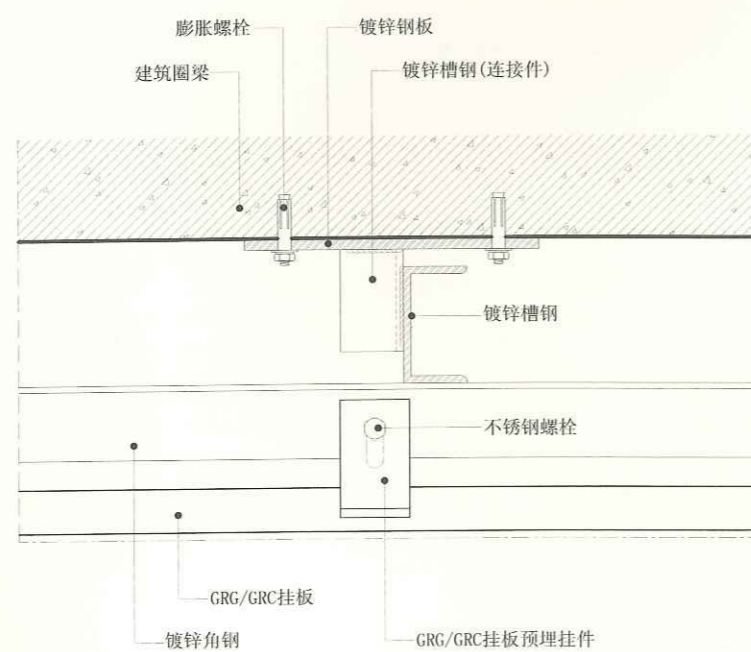 膨胀螺栓
镀锌钢板
建筑圈梁
镀锌槽钢(连接件)
镀锌槽钢
不锈钢螺栓
GRG/GRC挂板
镀锌角钢
GRG/GRC挂板预埋挂件